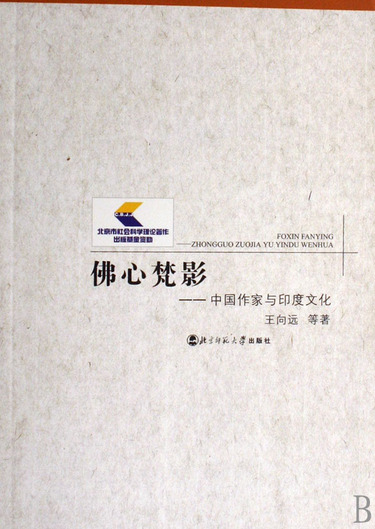 北京市社会科学理论著作
出版基金资助
FOXIN FANYING
——ZHONGGUO ZUOJIA YU YINDU WENHUA
佛心梵影
——中国作家与印度文化
王向远 等著
北京师范大学出版社
B